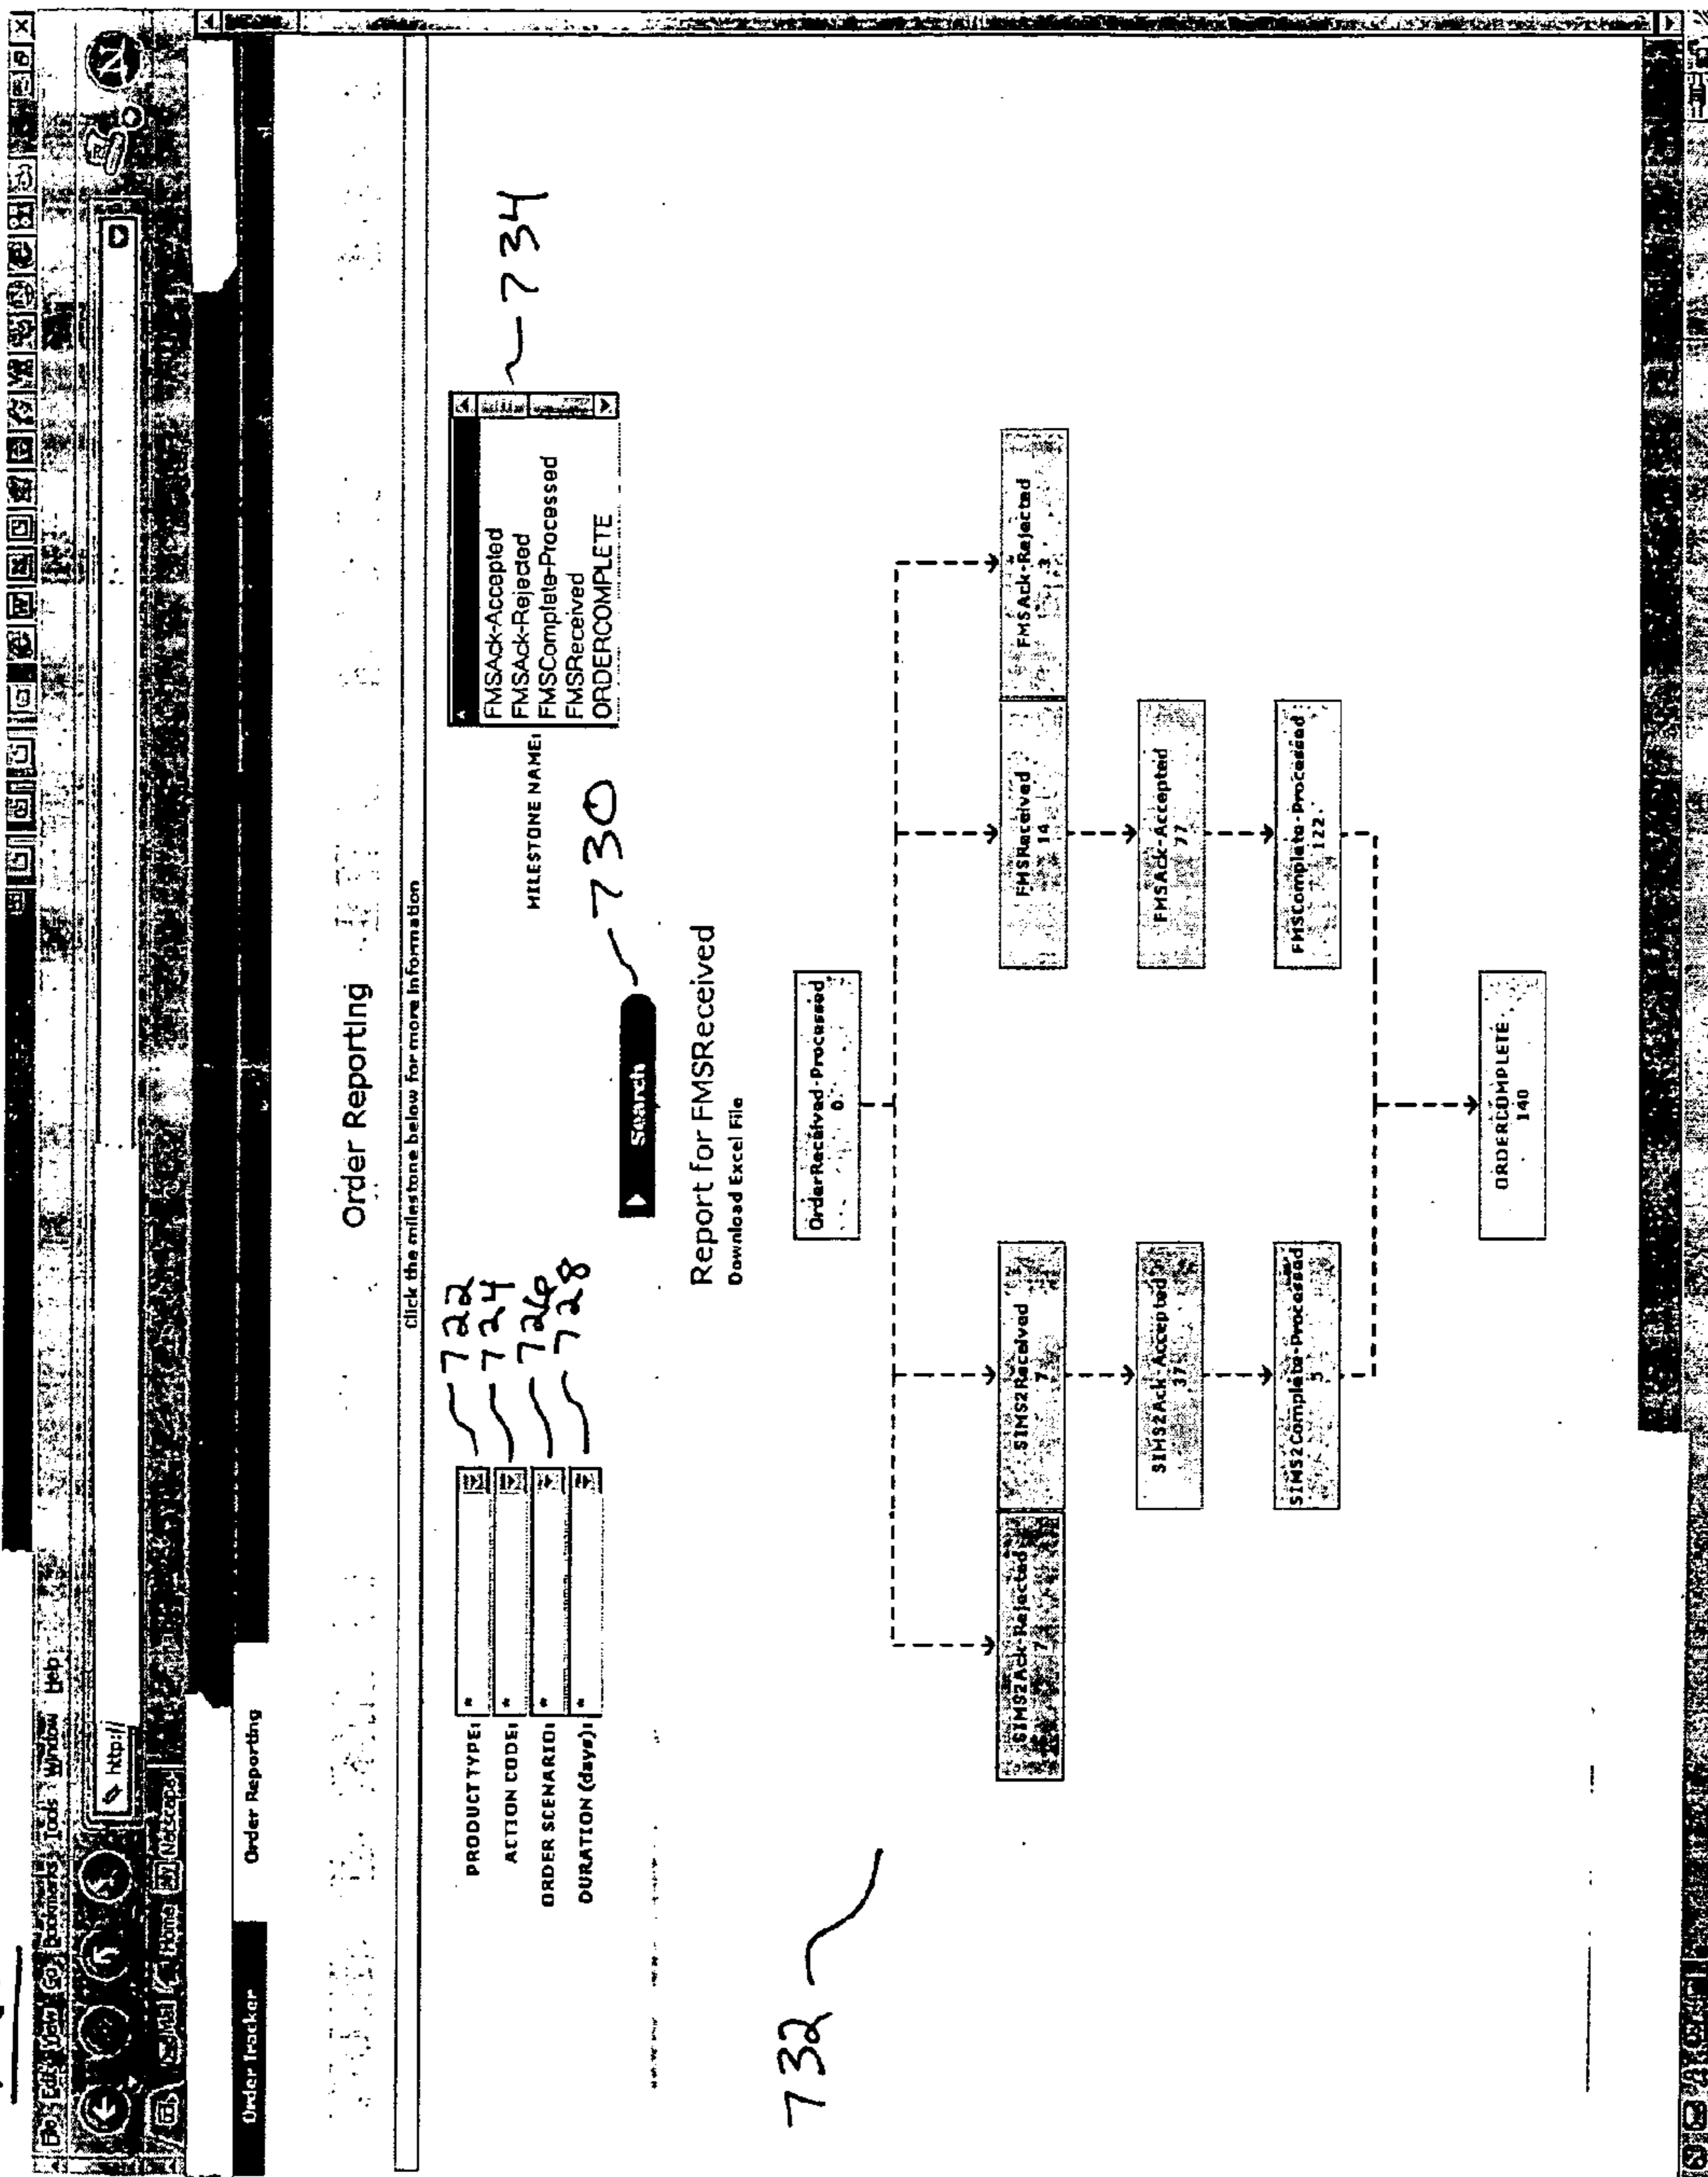 File Edit View Go Bookmarks Tools Window Help
http://
Mail Home Netscape
Order Tracker
Order Reporting
Order Reporting
Click the milestone below for more information
PRODUCT TYPE: * 722
ACTION CODE: * 724
ORDER SCENARIO: * 726
DURATION (days): * 728
MILESTONE NAME:
*
FMSAck-Accepted
FMSAck-Rejected
FMSComplete-Processed
FMSReceived
ORDERCOMPLETE
734
Search 730
Report for FMSReceived
Download Excel File
732
OrderReceived-Processed
0
SIMS2Ack-Rejected
7
SIMS2Received
7
FMSReceived
14
FMSAck-Rejected
3
SIMS2Ack-Accepted
37
FMSAck-Accepted
77
SIMS2Complete-Processed
FMSComplete-Processed
122
ORDERCOMPLETE
140